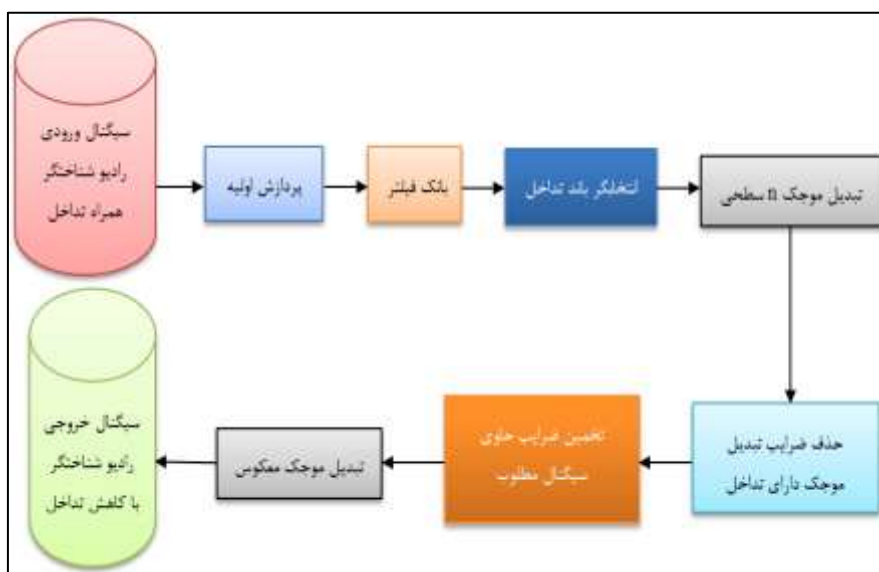 سیگنال ورودی
رادیو شناختگر
همراه تداخل
پردازش اولیه
بانک فیلتر
انتخابگر باند تداخل
تبدیل موجک n سطحی
حذف ضرایب تبدیل
موجک دارای تداخل
تخمین ضرایب حاوی
سیگنال مطلوب
تبدیل موجک معکوس
سیگنال خروجی
رادیو شناختگر
با کاهش تداخل